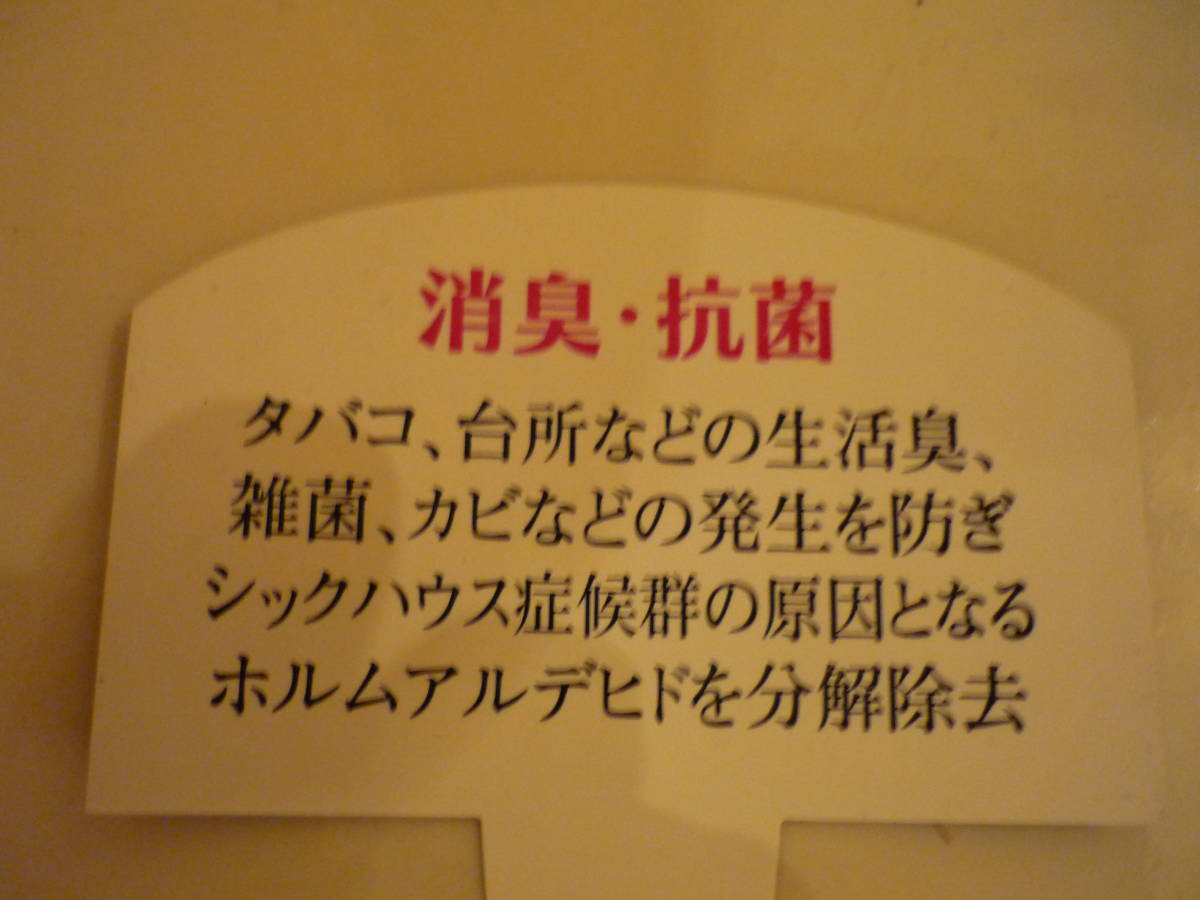 消臭・抗菌
タバコ、台所などの生活臭、
雑菌、カビなどの発生を防ぎ
シックハウス症候群の原因となる
ホルムアルデヒドを分解除去